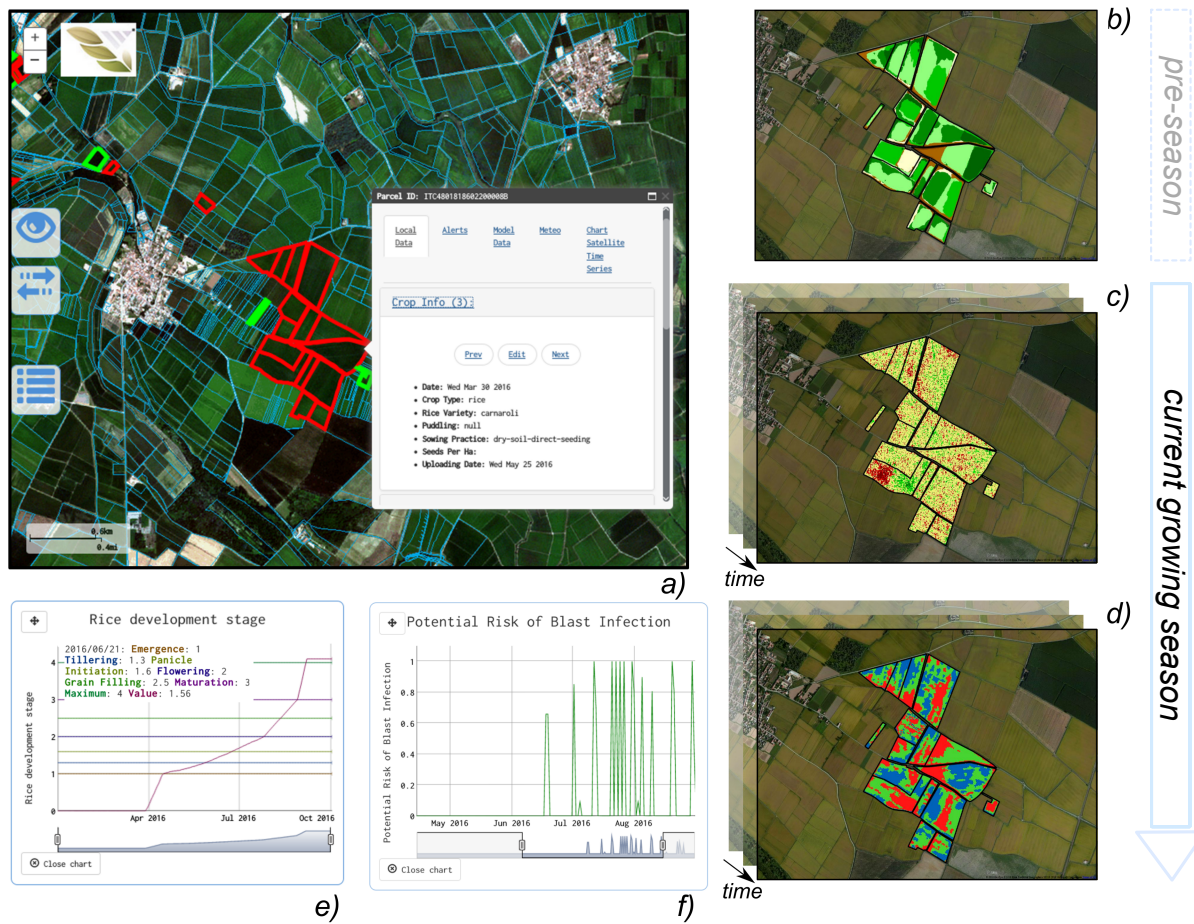 +
−
Parcel ID: ITC4801818602200008B
Local
Data
Alerts
Model
Data
Meteo
Chart
Satellite
Time
Series
Crop Info (3):
Prev
Edit
Next
Date: Wed Mar 30 2016
Crop Type: rice
Rice Variety: carnaroli
Puddling: null
Sowing Practice: dry-soil-direct-seeding
Seeds Per Ha:
Uploading Date: Wed May 25 2016
0.6km
0.4mi
a)
b)
pre-season
c)
time
current growing season
d)
time
Rice development stage
2016/06/21: Emergence: 1
Tillering: 1.3 Panicle
Initiation: 1.6 Flowering: 2
Grain Filling: 2.5 Maturation: 3
Maximum: 4 Value: 1.56
Rice development stage
4
3
2
1
0
Apr 2016
Jul 2016
Oct 2016
Close chart
e)
Potential Risk of Blast Infection
Potential Risk of Blast Infection
1
0.8
0.6
0.4
0.2
0
May 2016
Jun 2016
Jul 2016
Aug 2016
Close chart
f)